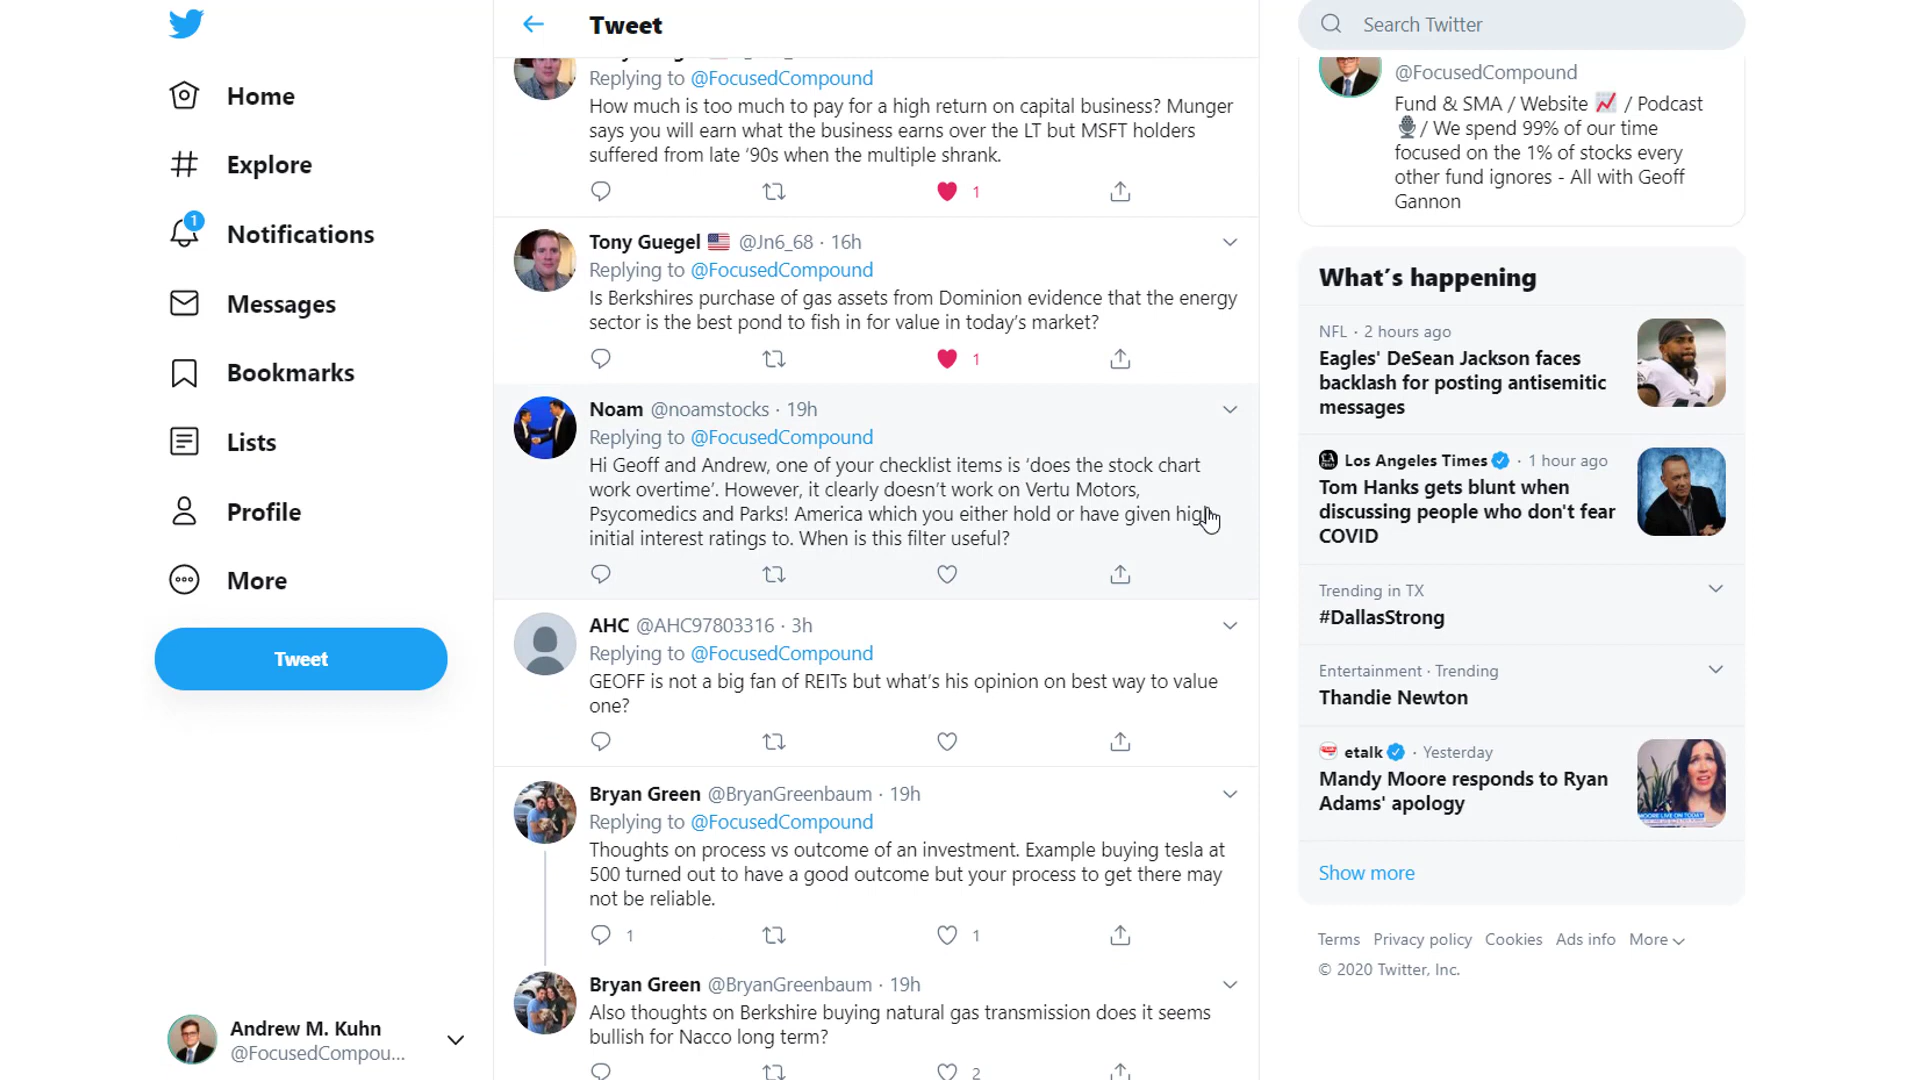 Home
Explore
1
Notifications
Messages
Bookmarks
Lists
Profile
More
Tweet
Andrew M. Kuhn
@FocusedCompou...
Tweet
Replying to @FocusedCompound
How much is too much to pay for a high return on capital business? Munger
says you will earn what the business earns over the LT but MSFT holders
suffered from late ‘90s when the multiple shrank.
1
Tony Guegel @Jn6_68 · 16h
Replying to @FocusedCompound
Is Berkshires purchase of gas assets from Dominion evidence that the energy
sector is the best pond to fish in for value in today’s market?
1
Noam @noamstocks · 19h
Replying to @FocusedCompound
Hi Geoff and Andrew, one of your checklist items is ‘does the stock chart
work overtime’. However, it clearly doesn’t work on Vertu Motors,
Psycomedics and Parks! America which you either hold or have given high
initial interest ratings to. When is this filter useful?
AHC @AHC97803316 · 3h
Replying to @FocusedCompound
GEOFF is not a big fan of REITs but what’s his opinion on best way to value
one?
Bryan Green @BryanGreenbaum · 19h
Replying to @FocusedCompound
Thoughts on process vs outcome of an investment. Example buying tesla at
500 turned out to have a good outcome but your process to get there may
not be reliable.
1 1
Bryan Green @BryanGreenbaum · 19h
Also thoughts on Berkshire buying natural gas transmission does it seems
bullish for Nacco long term?
2
Search Twitter
@FocusedCompound
Fund & SMA / Website / Podcast
/ We spend 99% of our time
focused on the 1% of stocks every
other fund ignores - All with Geoff
Gannon
What’s happening
NFL · 2 hours ago
Eagles' DeSean Jackson faces
backlash for posting antisemitic
messages
Los Angeles Times · 1 hour ago
Tom Hanks gets blunt when
discussing people who don't fear
COVID
Trending in TX
#DallasStrong
Entertainment · Trending
Thandie Newton
etalk · Yesterday
Mandy Moore responds to Ryan
Adams' apology
MOORE LIVE ON TODAY
Show more
Terms Privacy policy Cookies Ads info More
© 2020 Twitter, Inc.